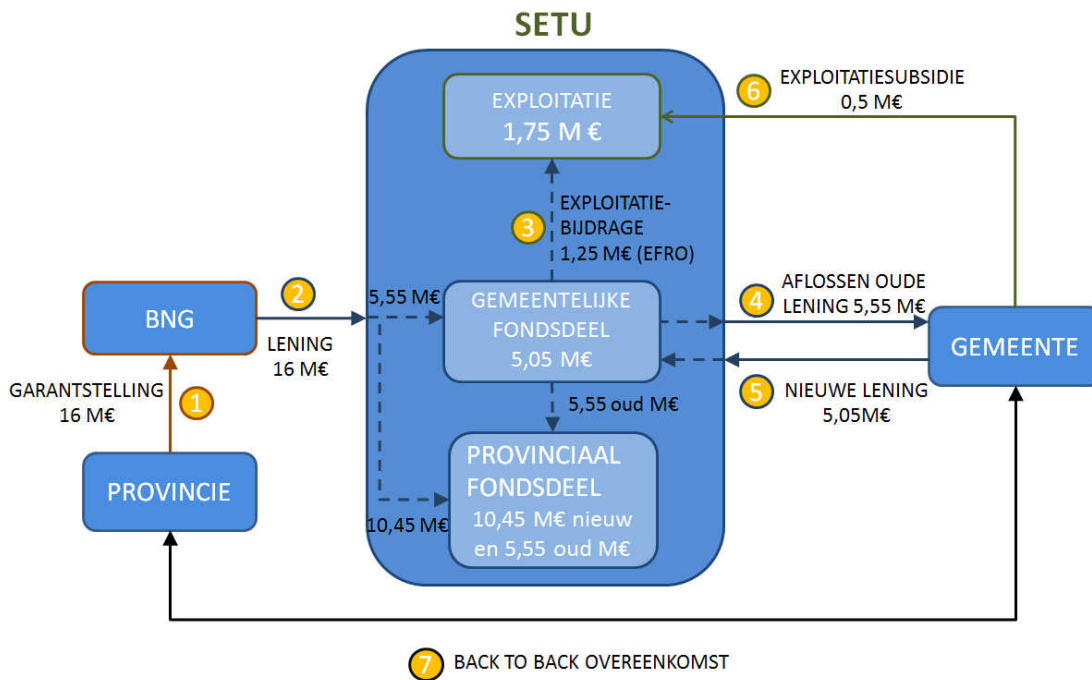 SETU
EXPLOITATIE
1,75 M €
6
EXPLOITATIESUBSIDIE
0,5 M€
3
EXPLOITATIE-
BIJDRAGE
1,25 M€ (EFRO)
BNG
2
LENING
16 M€
5,55 M€
GEMEENTELIJKE
FONDSDEEL
5,05 M€
4
AFLOSSEN OUDE
LENING 5,55 M€
GEMEENTE
5
NIEUWE LENING
5,05M€
GARANTSTELLING
16 M€
1
5,55 oud M€
PROVINCIE
10,45 M€
PROVINCIAAL
FONDSDEEL
10,45 M€ nieuw
en 5,55 oud M€
7
BACK TO BACK OVEREENKOMST